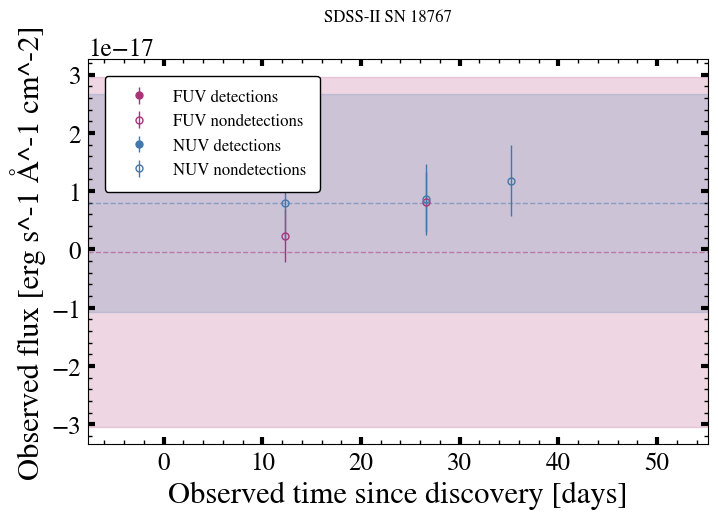 SDSS-II SN 18767
1e−17
Observed flux [erg s^-1 Å^-1 cm^-2]
3
2
1
0
−1
−2
−3
FUV detections
FUV nondetections
NUV detections
NUV nondetections
0 10 20 30 40 50
Observed time since discovery [days]